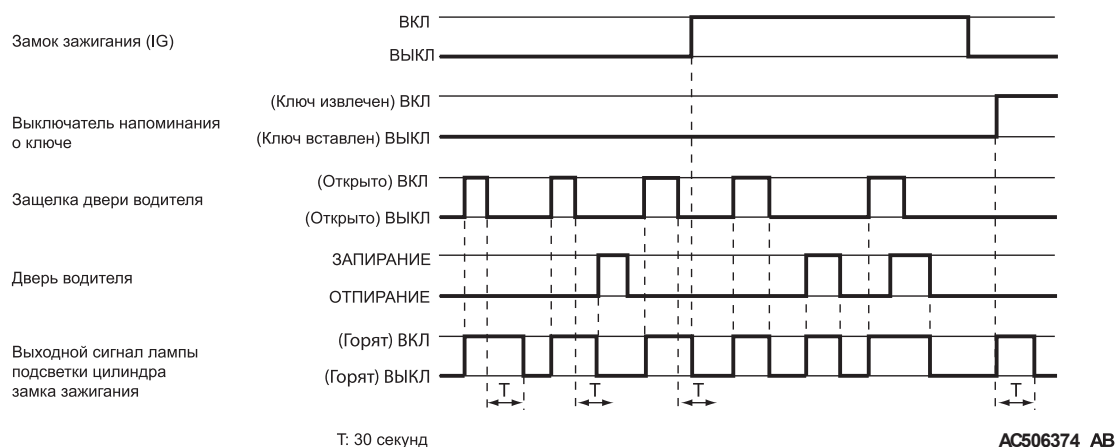 ВКЛ
Замок зажигания (IG)
ВЫКЛ
(Ключ извлечен) ВКЛ
Выключатель напоминания
о ключе
(Ключ вставлен) ВЫКЛ
(Открыто) ВКЛ
Защелка двери водителя
(Открыто) ВЫКЛ
ЗАПИРАНИЕ
Дверь водителя
ОТПИРАНИЕ
(Горят) ВКЛ
Выходной сигнал лампы
подсветки цилиндра
замка зажигания
(Горят) ВЫКЛ
T T T T
T: 30 секунд
AC506374 AB